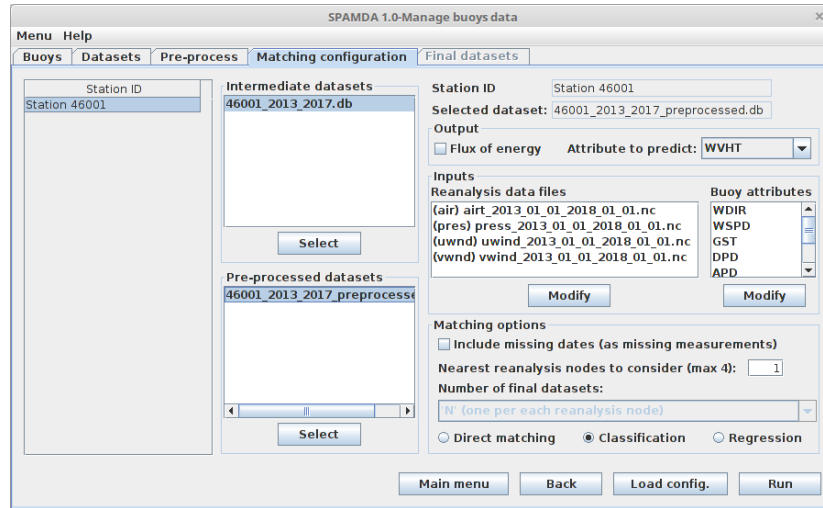 SPAMDA 1.0-Manage buoys data
Menu Help
Buoys Datasets Pre-process Matching configuration Final datasets
Station ID
Station 46001
Intermediate datasets
46001_2013_2017.db
Select
Pre-processed datasets
46001_2013_2017_preprocesse
Select
Station ID Station 46001
Selected dataset: 46001_2013_2017_preprocessed.db
Output
Flux of energy Attribute to predict: WVHT
Inputs
Reanalysis data files
(air) airt_2013_01_01_2018_01_01.nc
(pres) press_2013_01_01_2018_01_01.nc
(uwnd) uwind_2013_01_01_2018_01_01.nc
(vwnd) vwind_2013_01_01_2018_01_01.nc
Modify
Buoy attributes
WDIR
WSPD
GST
DPD
APD
Modify
Matching options
Include missing dates (as missing measurements)
Nearest reanalysis nodes to consider (max 4): 1
Number of final datasets:
'N' (one per each reanalysis node)
Direct matching Classification Regression
Main menu Back Load config. Run